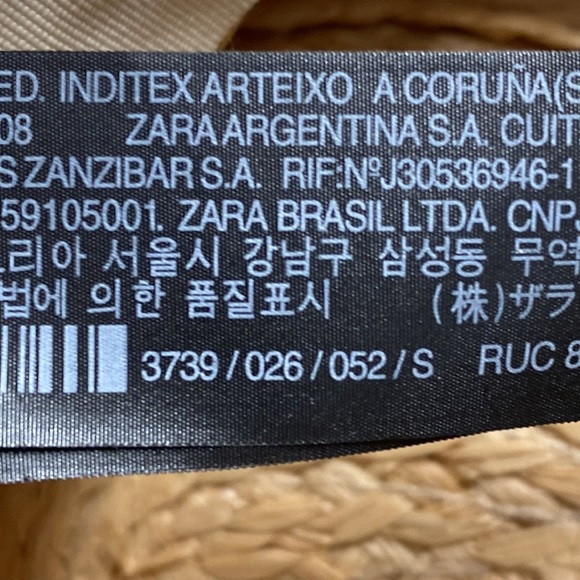 ED. INDITEX ARTEIXO A CORUÑA(S
08 ZARA ARGENTINA S.A. CUIT
S ZANZIBAR S.A. RIF:NºJ30536946-1
59105001. ZARA BRASIL LTDA. CNP
코리아 서울시 강남구 삼성동 무역
법에 의한 품질표시 (株)ザラ
3739 / 026 / 052 / S RUC 8